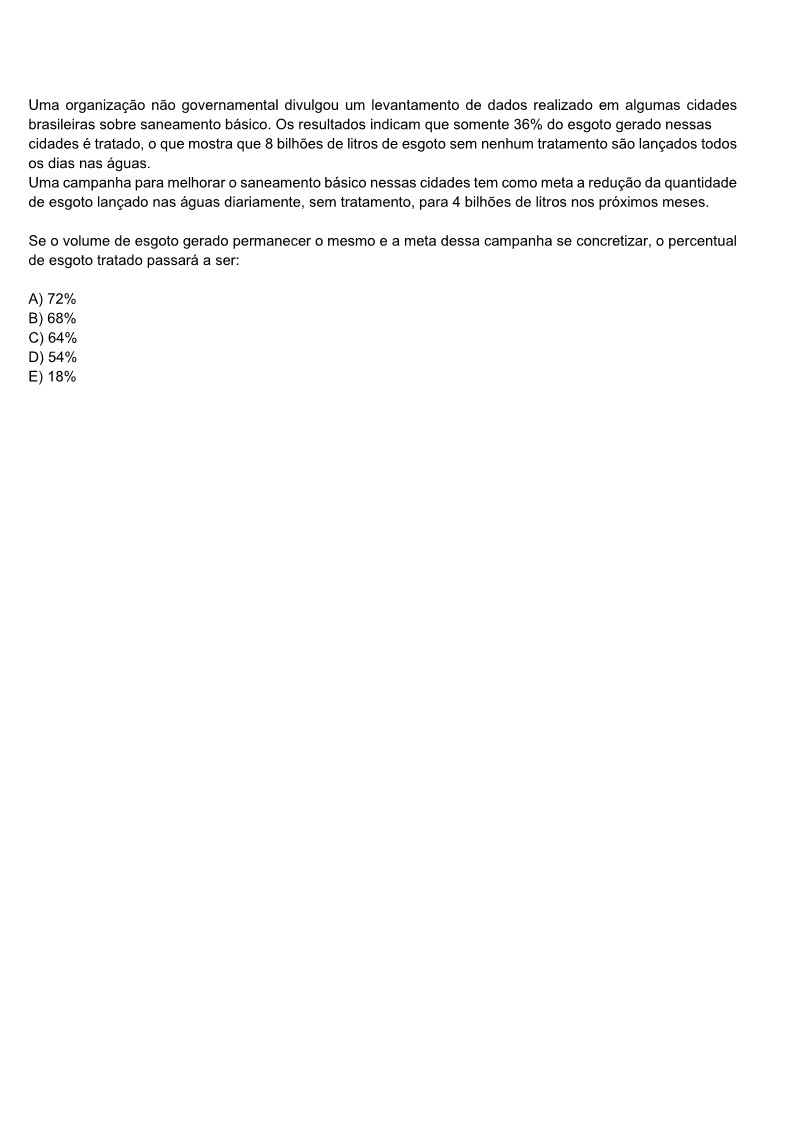 Uma organização não governamental divulgou um levantamento de dados realizado em algumas cidades
brasileiras sobre saneamento básico. Os resultados indicam que somente 36% do esgoto gerado nessas
cidades é tratado, o que mostra que 8 bilhões de litros de esgoto sem nenhum tratamento são lançados todos
os dias nas águas.
Uma campanha para melhorar o saneamento básico nessas cidades tem como meta a redução da quantidade
de esgoto lançado nas águas diariamente, sem tratamento, para 4 bilhões de litros nos próximos meses.
Se o volume de esgoto gerado permanecer o mesmo e a meta dessa campanha se concretizar, o percentual
de esgoto tratado passará a ser:
A) 72%
B) 68%
C) 64%
D) 54%
E) 18%